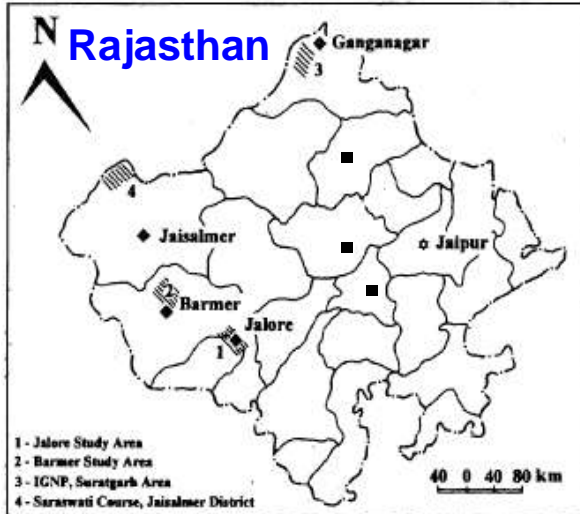 N Rajasthan
Ganganagar
3
4
Jaisalmer
Jaipur
2
Barmer
Jalore
1
1 - Jalore Study Area
2 - Barmer Study Area
3 - IGNP, Suratgarh Area
4 - Saraswati Course, Jaisalmer District
40 0 40 80 km